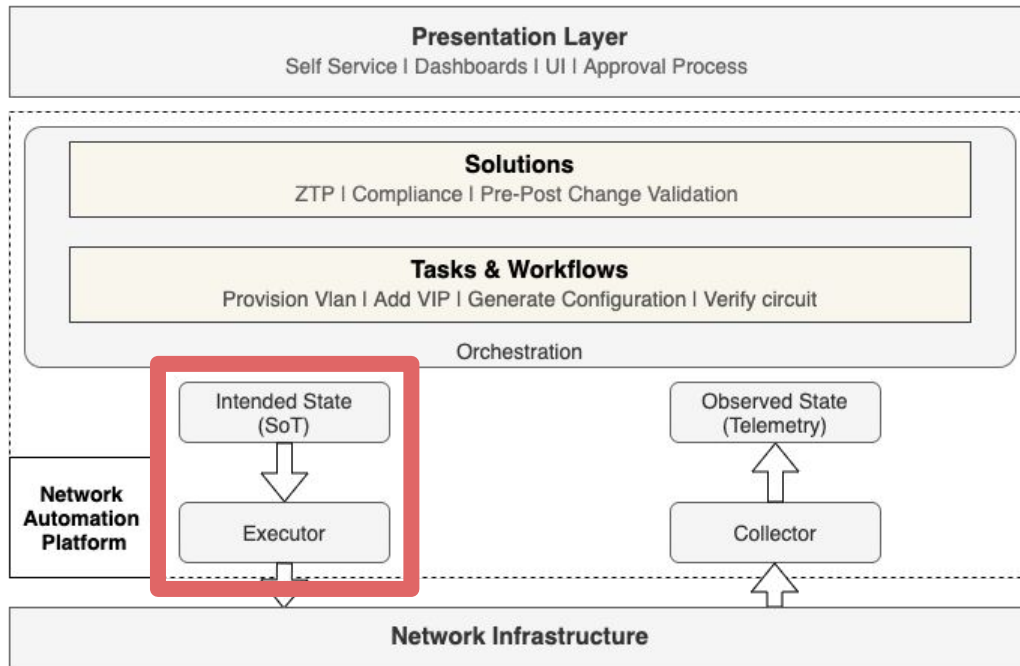 Presentation Layer
Self Service | Dashboards | UI | Approval Process
Solutions
ZTP | Compliance | Pre-Post Change Validation
Tasks & Workflows
Provision Vlan | Add VIP | Generate Configuration | Verify circuit
Orchestration
Intended State
(SoT)
Observed State
(Telemetry)
Network
Automation
Platform
Executor
Collector
Network Infrastructure